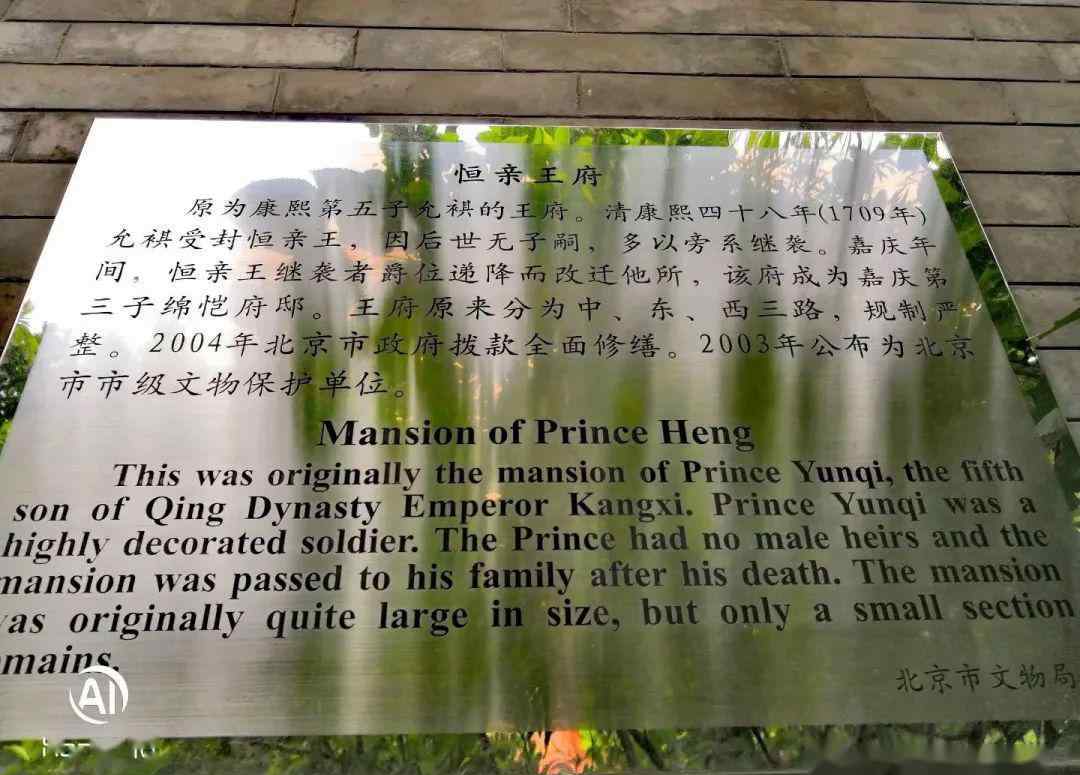 恒亲王府
原为康熙第五子允祺的王府。清康熙四十八年(1709年)
允祺受封恒亲王，因后世无子嗣，多以旁系继袭。嘉庆年
间，恒亲王继袭者爵位递降而改迁他所，该府成为嘉庆第
三子绵恺府邸。王府原来分为中、东、西三路，规制严
整。2004年北京市政府拨款全面修缮。2003年公布为北京
市市级文物保护单位。
Mansion of Prince Heng
This was originally the mansion of Prince Yunqi, the fifth
son of Qing Dynasty Emperor Kangxi. Prince Yunqi was a
highly decorated soldier. The Prince had no male heirs and the
mansion was passed to his family after his death. The mansion
was originally quite large in size, but only a small section
mains.
北京市文物局
AI